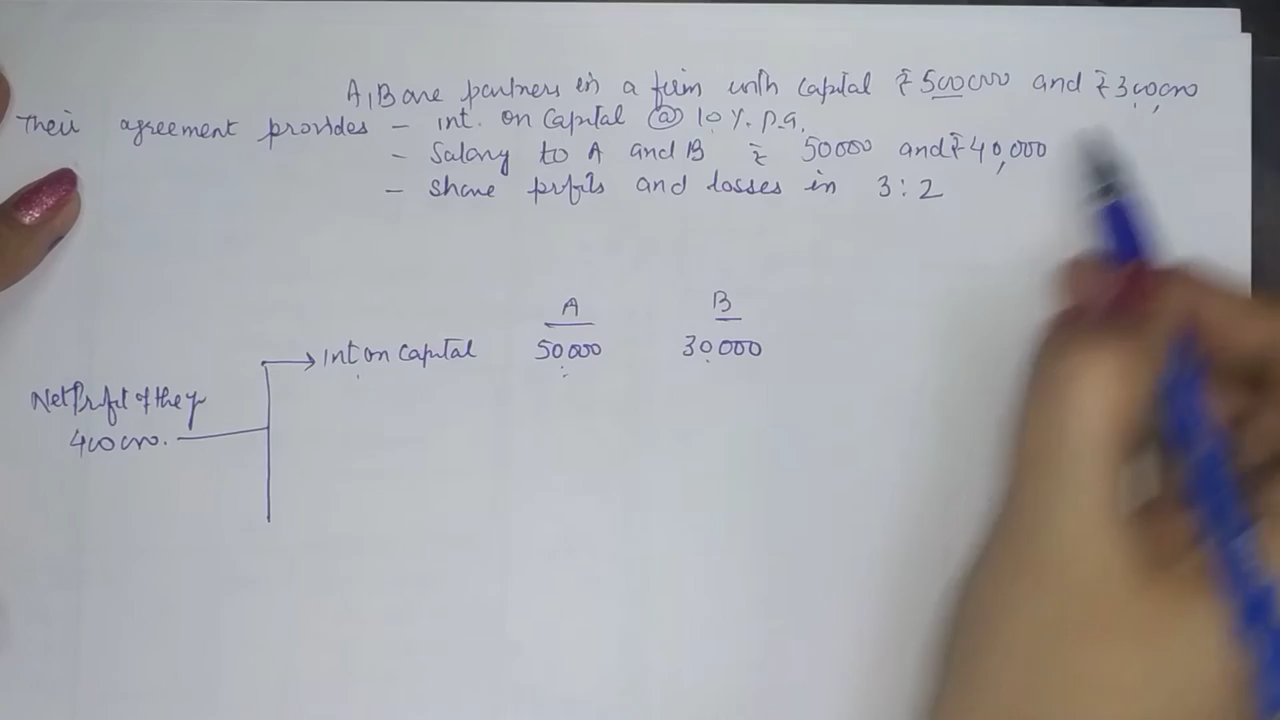 A, B are partners in a firm with capital ₹500000 and ₹300,000
Their agreement provides - int. on capital @ 10 %. p.a.
- Salary to A and B ₹ 50000 and ₹40,000
- Share profits and losses in 3:2
A B
Int on capital 50000 30000
Net Profit of the yr
400000.